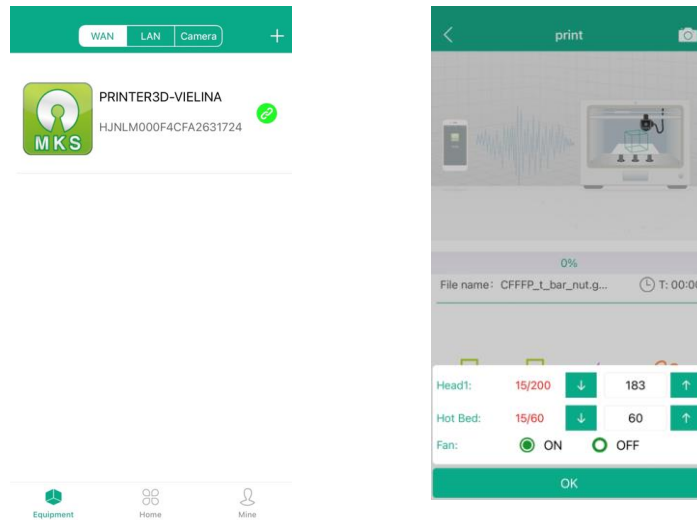 WAN LAN Camera +
PRINTER3D-VIELINA
HJNLM000F4CFA2631724
MKS
Equipment Home Mine
print
0%
File name: CFFFP_t_bar_nut.g... T: 00:00
Head1: 15/200 ↓ 183 ↑
Hot Bed: 15/60 ↓ 60 ↑
Fan: ON OFF
OK